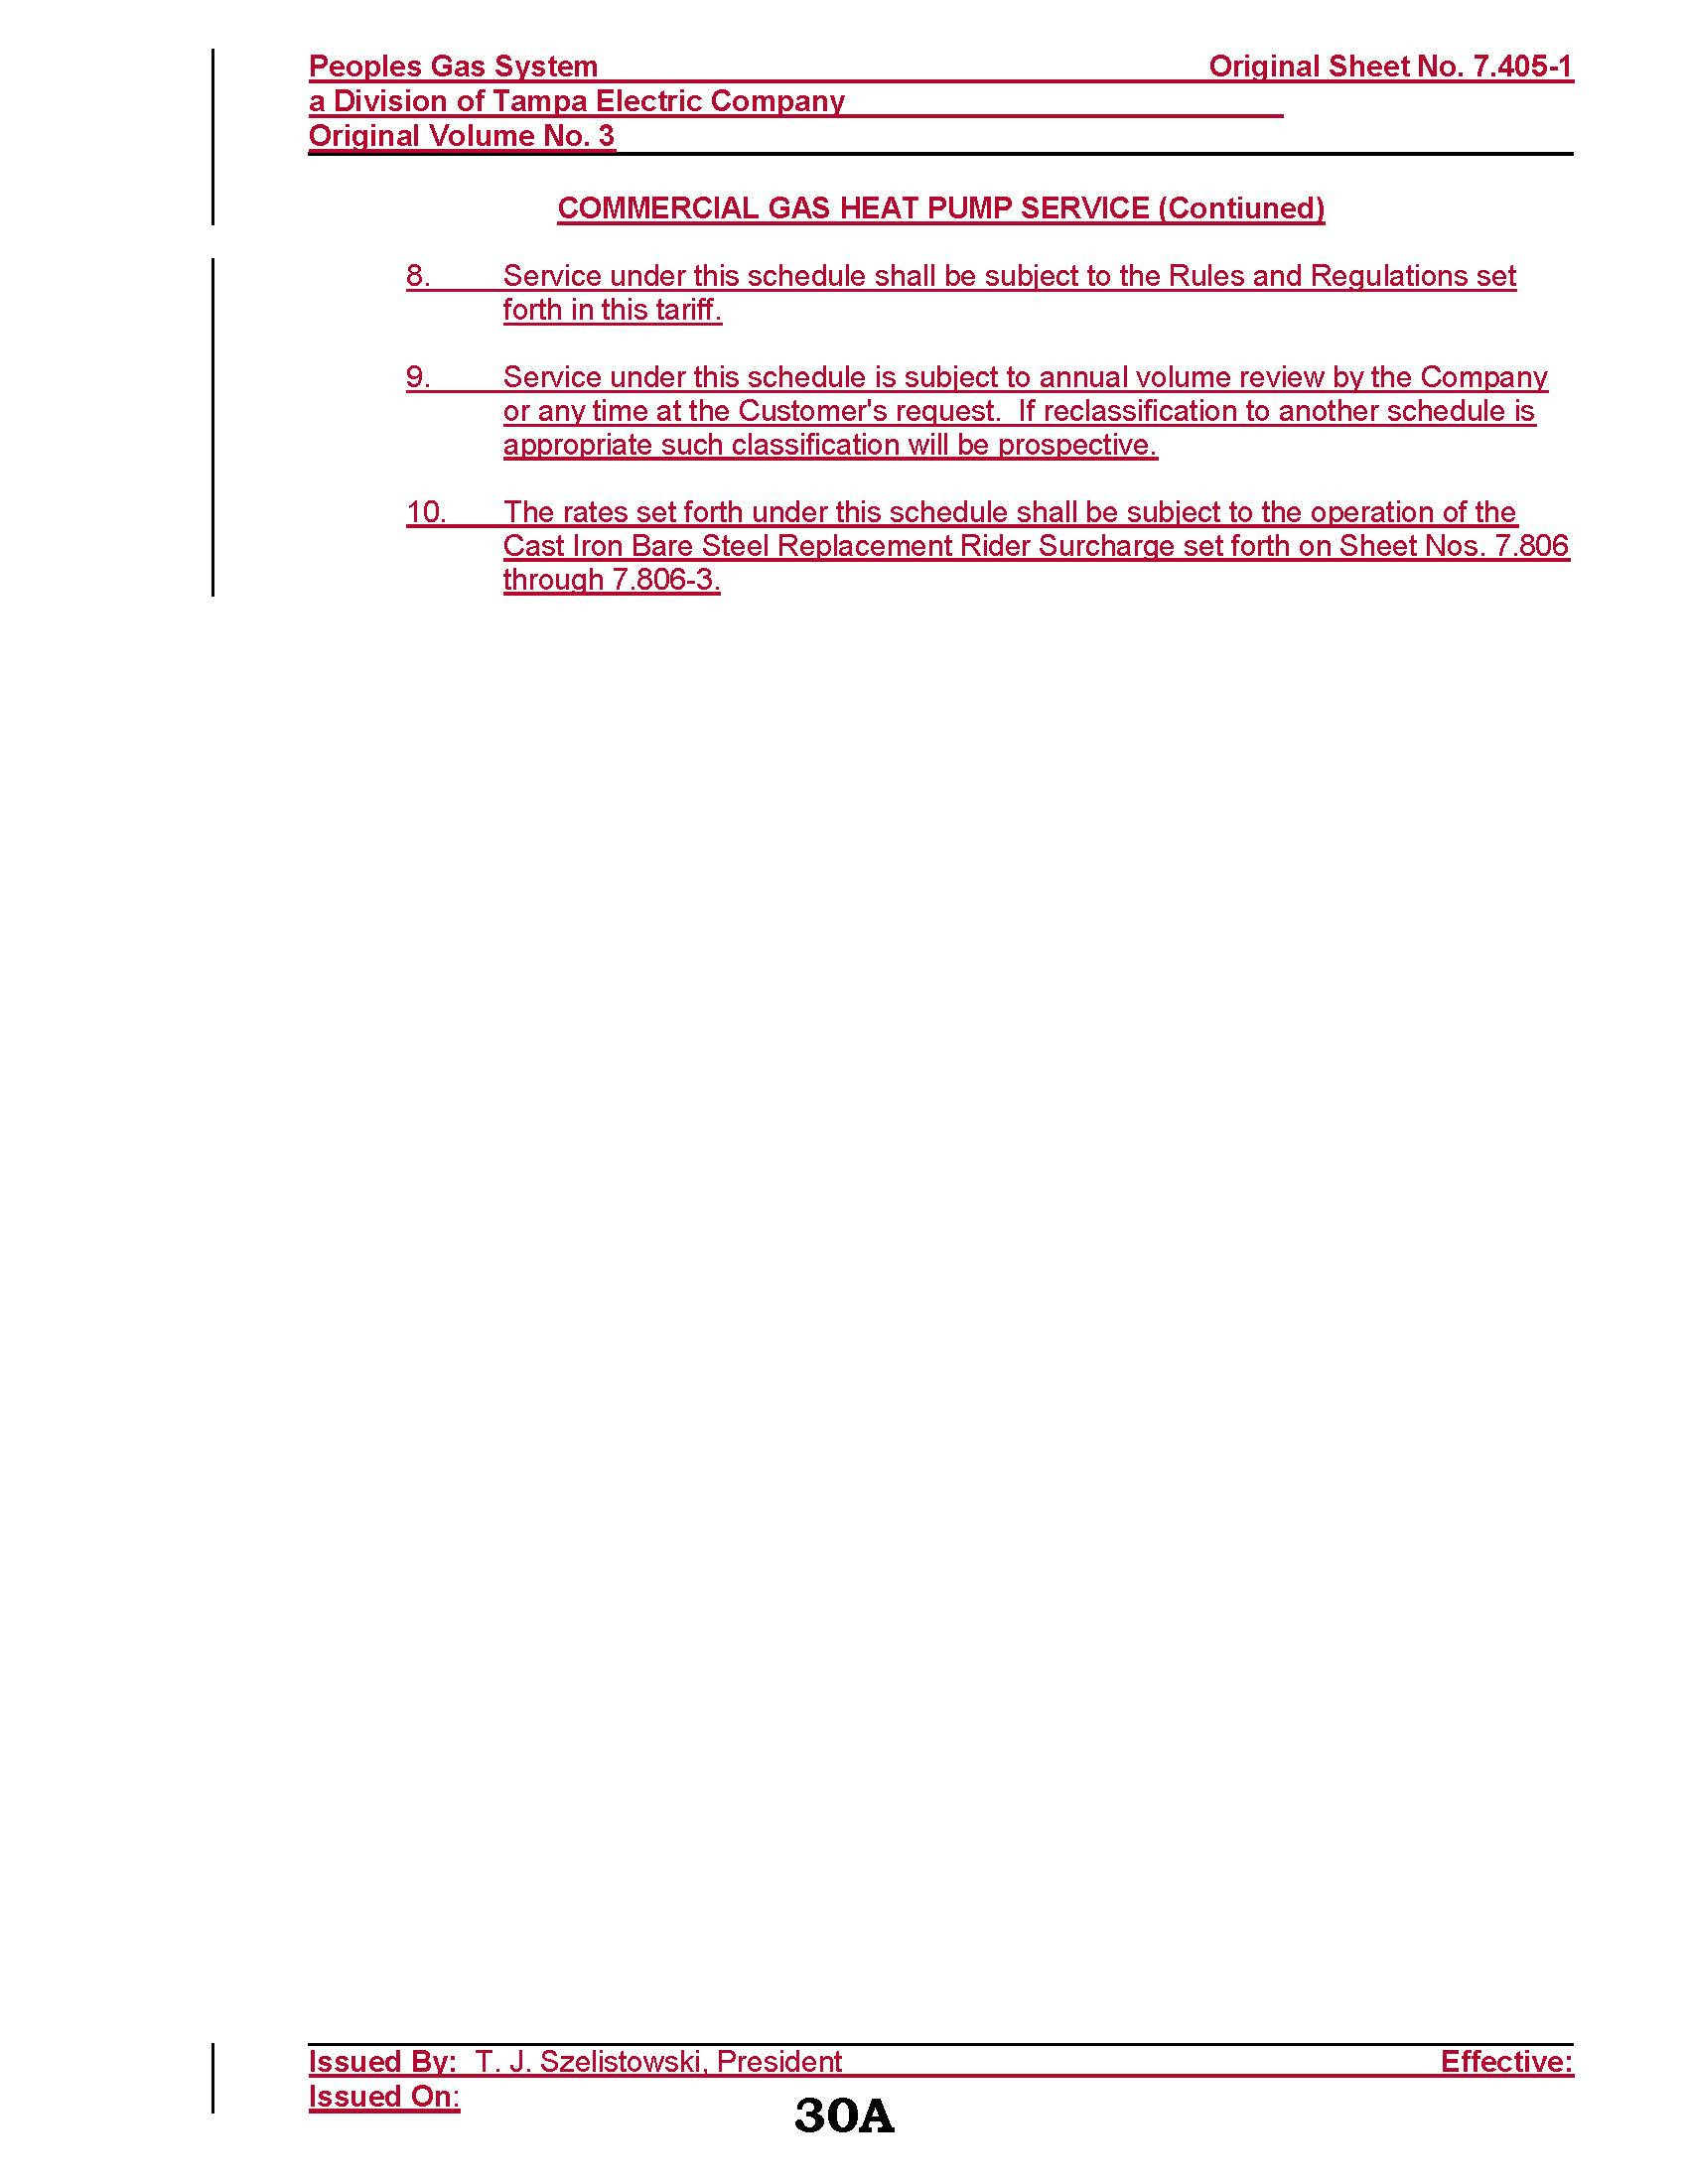 Peoples Gas System Original Sheet No. 7.405-1
a Division of Tampa Electric Company
Original Volume No. 3
COMMERCIAL GAS HEAT PUMP SERVICE (Contiuned)
8. Service under this schedule shall be subject to the Rules and Regulations set
forth in this tariff.
9. Service under this schedule is subject to annual volume review by the Company
or any time at the Customer's request.  If reclassification to another schedule is
appropriate such classification will be prospective.
10. The rates set forth under this schedule shall be subject to the operation of the
Cast Iron Bare Steel Replacement Rider Surcharge set forth on Sheet Nos. 7.806
through 7.806-3.
Issued By:  T. J. Szelistowski, President Effective:
Issued On:
30A